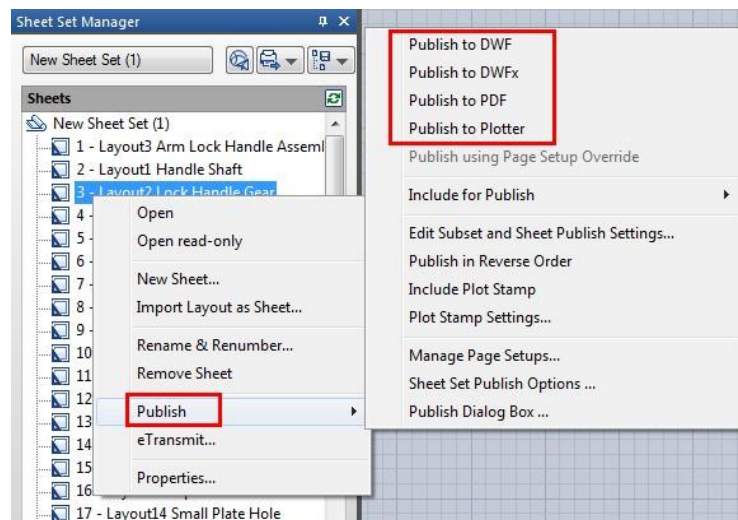 Sheet Set Manager
New Sheet Set (1)
Sheets
New Sheet Set (1)
1 - Layout3 Arm Lock Handle Assembl
2 - Layout1 Handle Shaft
3 - Layout2 Lock Handle Gear
4 -
5 -
6 -
7 -
8 -
9 -
10
11
12
13
14
15
16
17 - Layout14 Small Plate Hole
Open
Open read-only
New Sheet...
Import Layout as Sheet...
Rename & Renumber...
Remove Sheet
Publish
eTransmit...
Properties...
Publish to DWF
Publish to DWFx
Publish to PDF
Publish to Plotter
Publish using Page Setup Override
Include for Publish
Edit Subset and Sheet Publish Settings...
Publish in Reverse Order
Include Plot Stamp
Plot Stamp Settings...
Manage Page Setups...
Sheet Set Publish Options ...
Publish Dialog Box ...